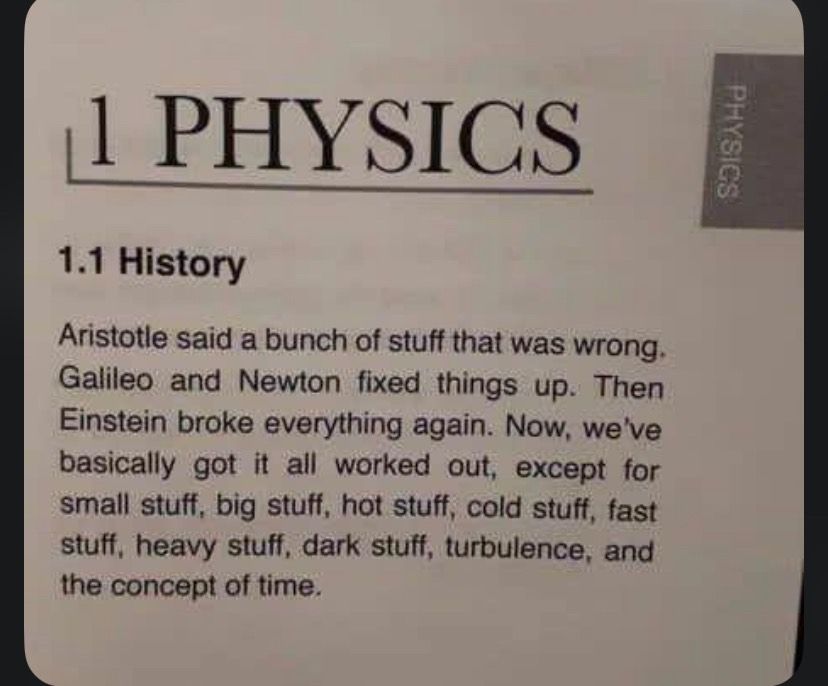 1 PHYSICS
PHYSICS
1.1 History
Aristotle said a bunch of stuff that was wrong.
Galileo and Newton fixed things up. Then
Einstein broke everything again. Now, we've
basically got it all worked out, except for
small stuff, big stuff, hot stuff, cold stuff, fast
stuff, heavy stuff, dark stuff, turbulence, and
the concept of time.